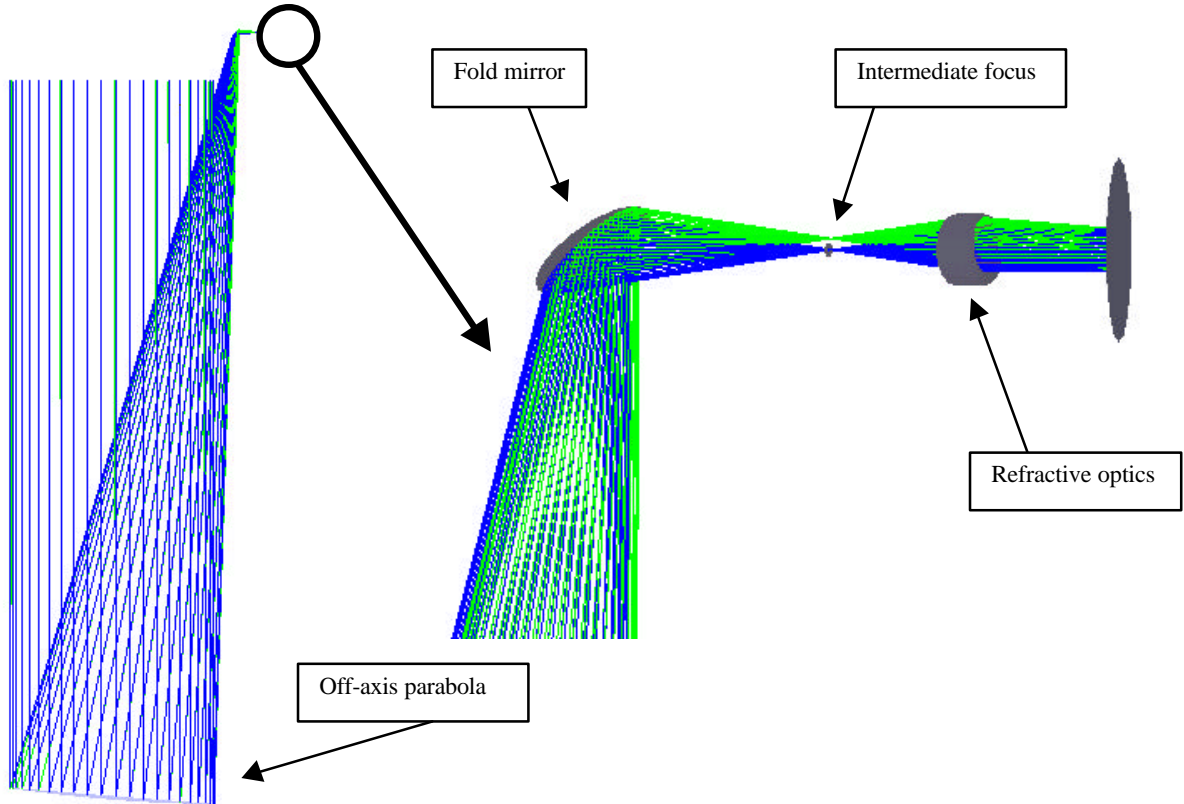 Fold mirror
Intermediate focus
Refractive optics
Off-axis parabola